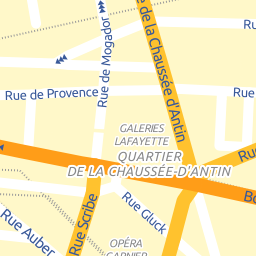 Rue de Mogador
de la Chaussée d'Antin
Rue de Provence
GALERIES
LAFAYETTE
QUARTIER
DE LA CHAUSSÉE-D'ANTIN
Rue Scribe
Rue Gluck
Rue Auber
OPÉRA
GARNIER